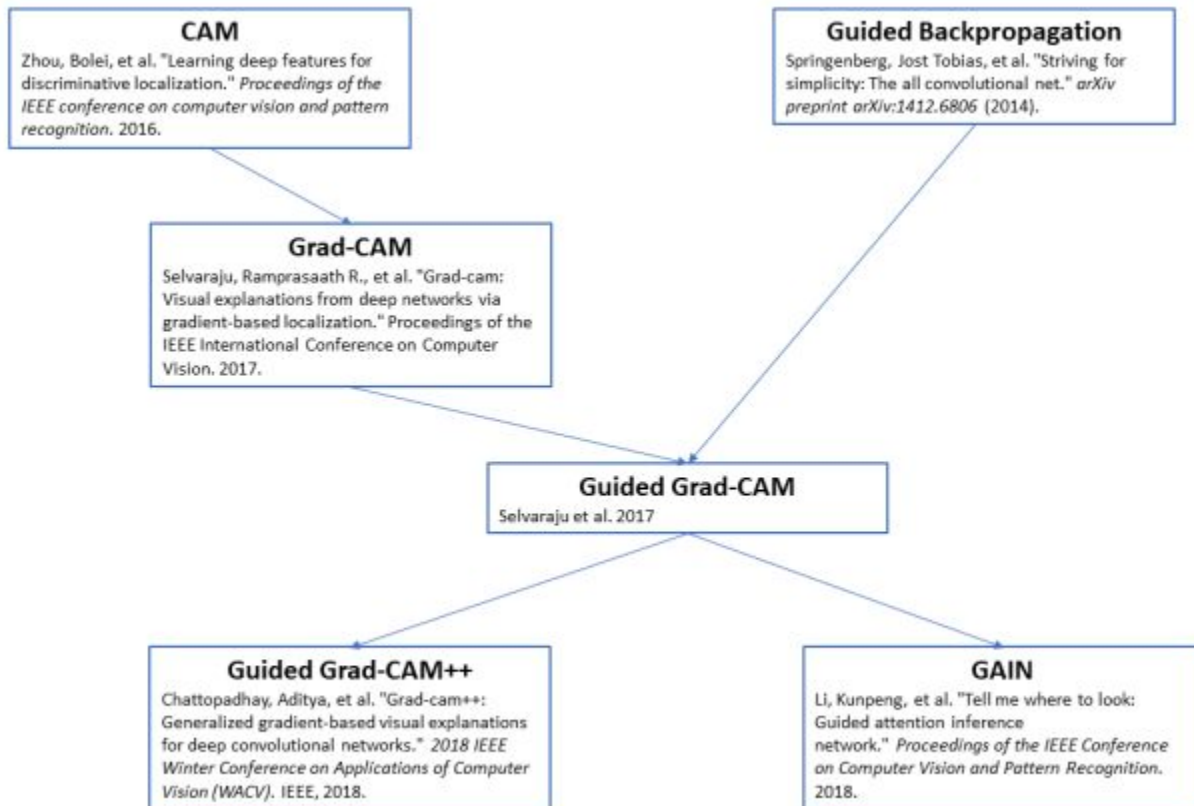 CAM
Zhou, Bolei, et al. "Learning deep features for
discriminative localization." Proceedings of the
IEEE conference on computer vision and pattern
recognition. 2016.
Guided Backpropagation
Springenberg, Jost Tobias, et al. "Striving for
simplicity: The all convolutional net." arXiv
preprint arXiv:1412.6806 (2014).
Grad-CAM
Selvaraju, Ramprasaath R., et al. "Grad-cam:
Visual explanations from deep networks via
gradient-based localization." Proceedings of the
IEEE International Conference on Computer
Vision. 2017.
Guided Grad-CAM
Selvaraju et al. 2017
Guided Grad-CAM++
Chattopadhay, Aditya, et al. "Grad-cam++:
Generalized gradient-based visual explanations
for deep convolutional networks." 2018 IEEE
Winter Conference on Applications of Computer
Vision (WACV). IEEE, 2018.
GAIN
Li, Kunpeng, et al. "Tell me where to look:
Guided attention inference
network." Proceedings of the IEEE Conference
on Computer Vision and Pattern Recognition.
2018.